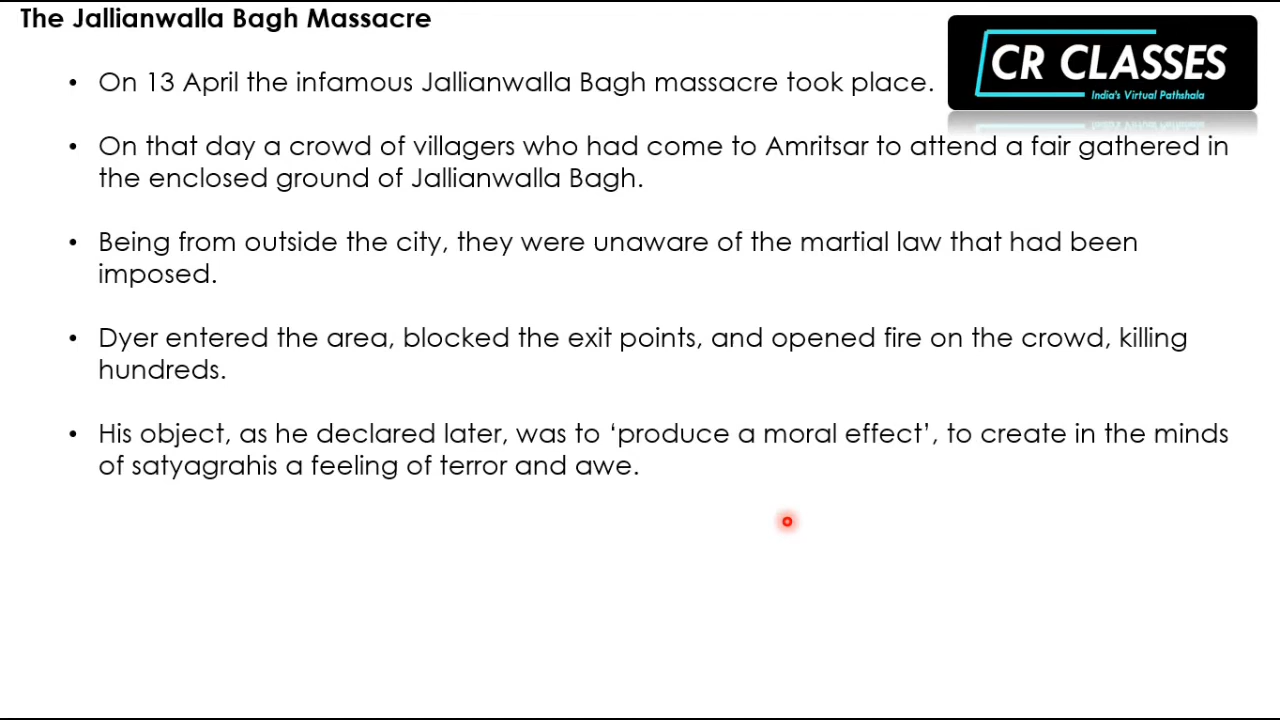 The Jallianwalla Bagh Massacre
CR CLASSES
India's Virtual Pathshala
• On 13 April the infamous Jallianwalla Bagh massacre took place.
• On that day a crowd of villagers who had come to Amritsar to attend a fair gathered in
the enclosed ground of Jallianwalla Bagh.
• Being from outside the city, they were unaware of the martial law that had been
imposed.
• Dyer entered the area, blocked the exit points, and opened fire on the crowd, killing
hundreds.
• His object, as he declared later, was to ‘produce a moral effect’, to create in the minds
of satyagrahis a feeling of terror and awe.